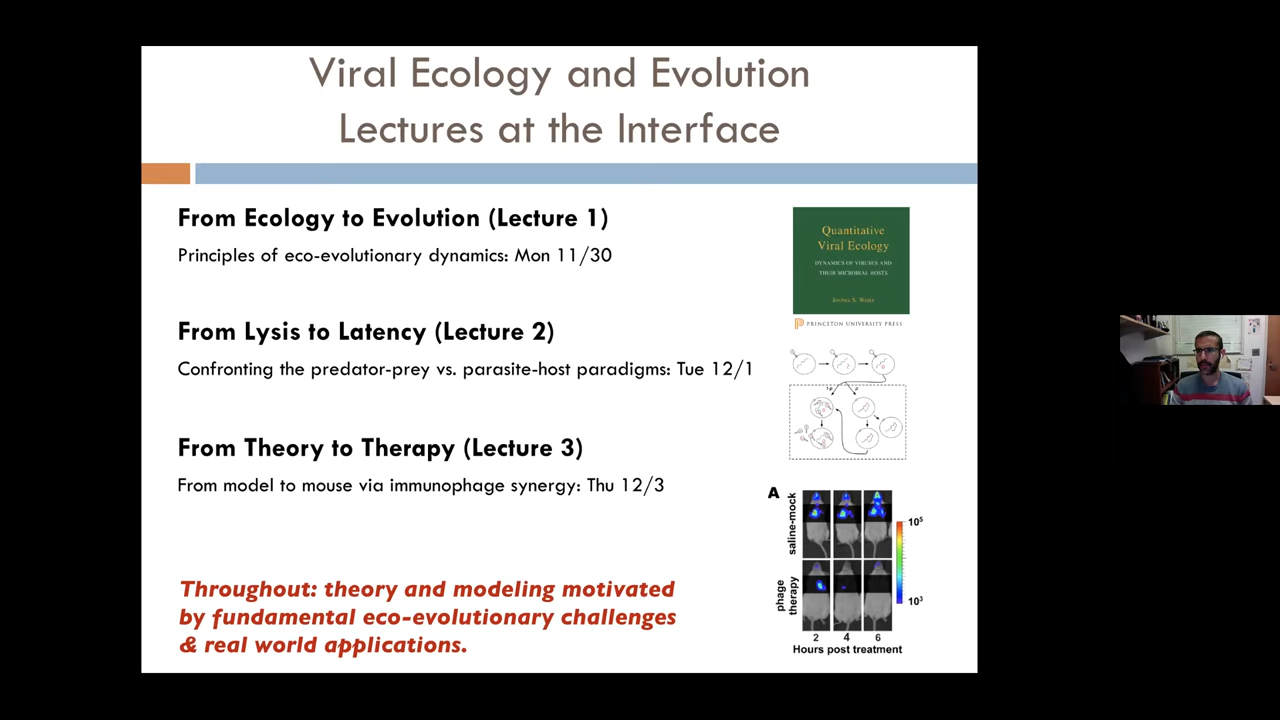 Viral Ecology and Evolution
Lectures at the Interface
From Ecology to Evolution (Lecture 1)
Principles of eco-evolutionary dynamics: Mon 11/30
From Lysis to Latency (Lecture 2)
Confronting the predator-prey vs. parasite-host paradigms: Tue 12/1
From Theory to Therapy (Lecture 3)
From model to mouse via immunophage synergy: Thu 12/3
Throughout: theory and modeling motivated
by fundamental eco-evolutionary challenges
& real world applications.
Quantitative
Viral Ecology
DYNAMICS OF VIRUSES AND
THEIR MICROBIAL HOSTS
Joshua S. Weitz
PRINCETON UNIVERSITY PRESS
A
saline-mock
phage
therapy
10⁵
10³
2 4 6
Hours post treatment